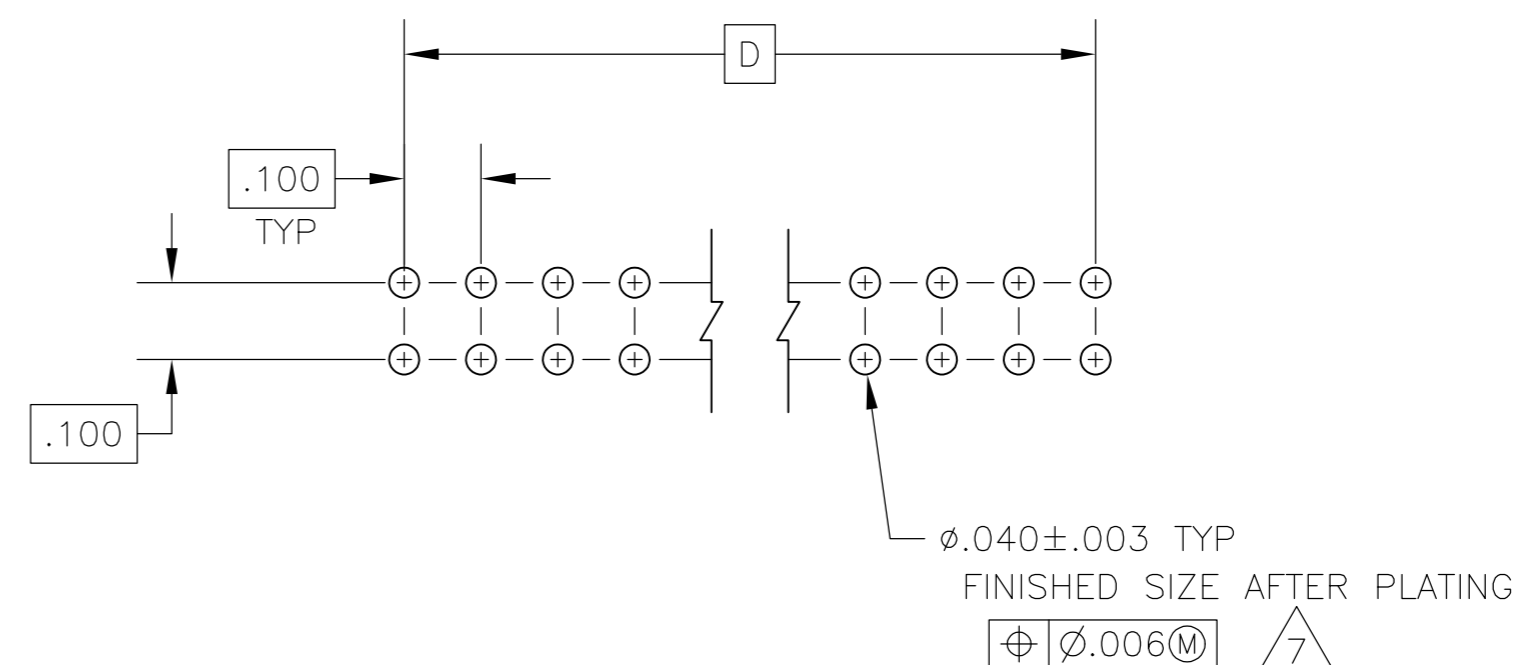 D
.100
TYP
.100
⌀.040±.003 TYP
FINISHED SIZE AFTER PLATING
⌖ ⌀.006Ⓜ
7